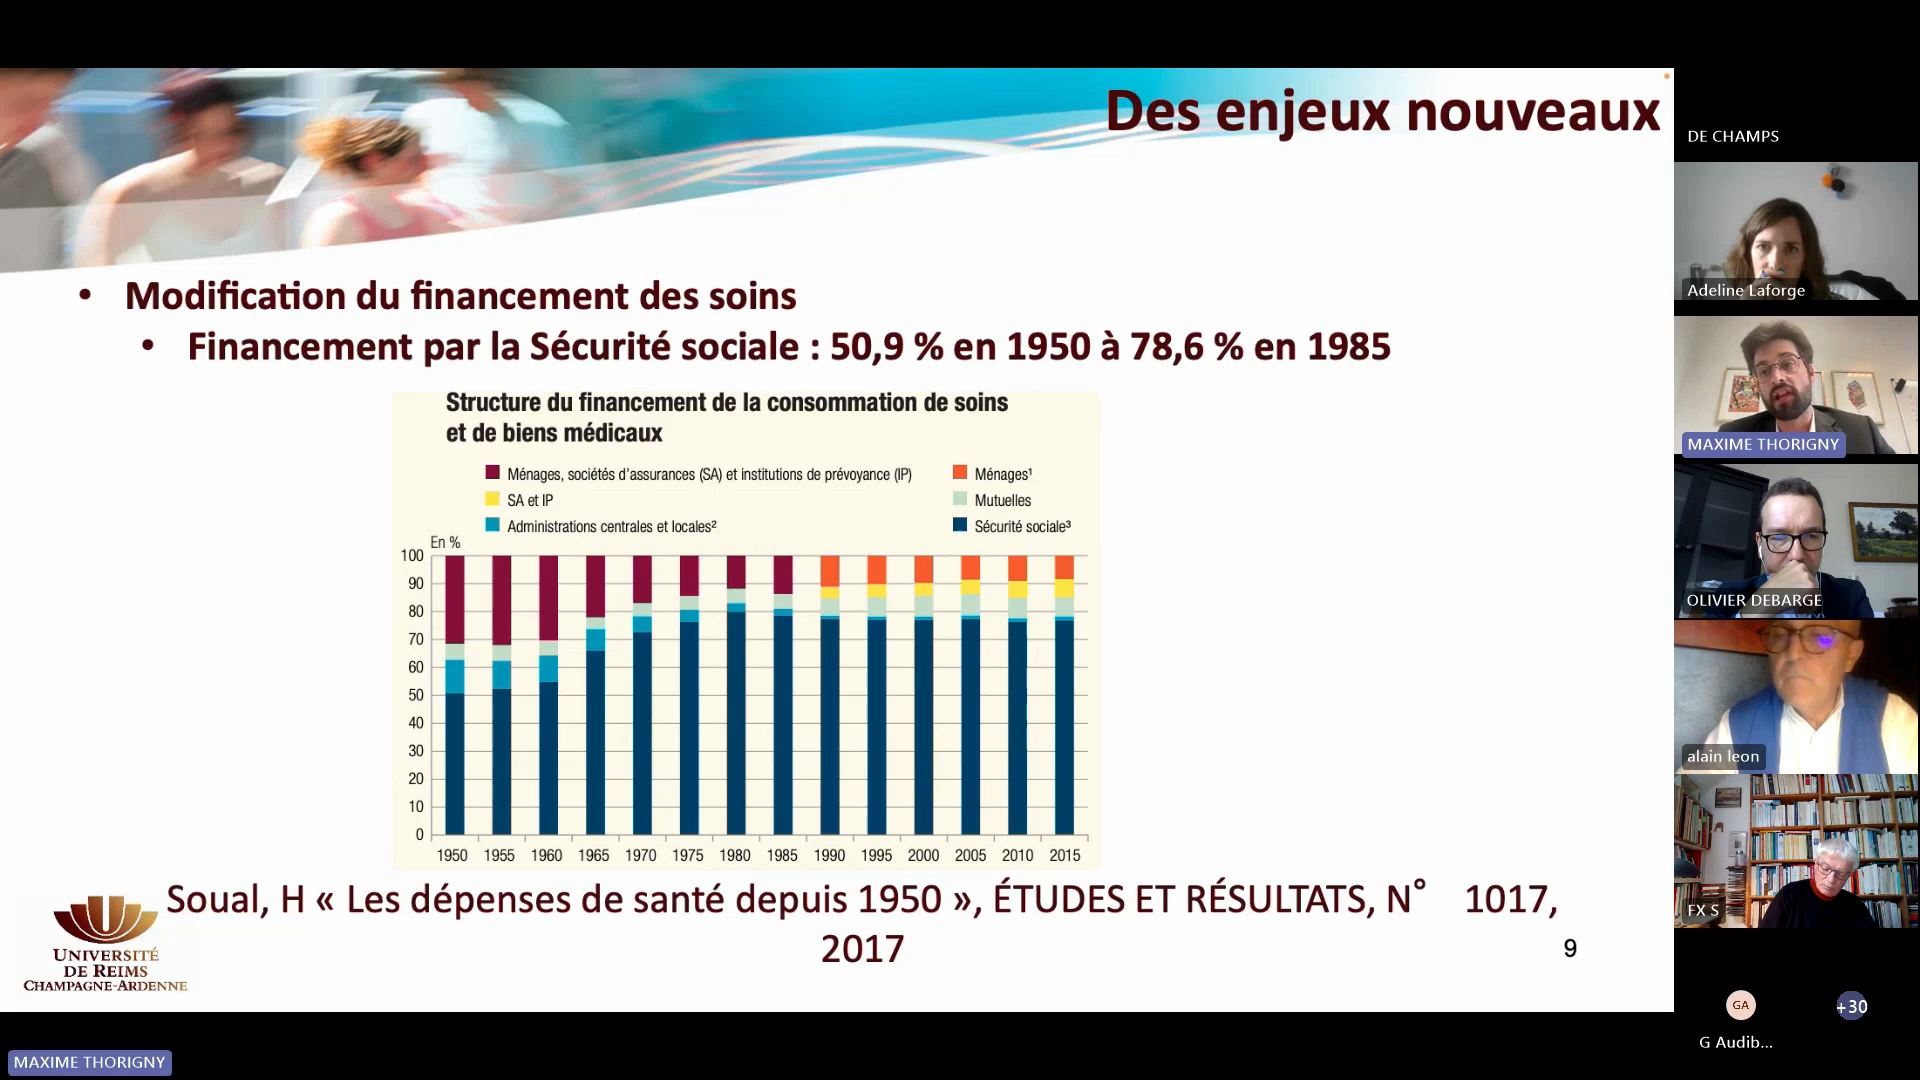 Des enjeux nouveaux
• Modification du financement des soins
• Financement par la Sécurité sociale : 50,9 % en 1950 à 78,6 % en 1985
Structure du financement de la consommation de soins
et de biens médicaux
Ménages, sociétés d'assurances (SA) et institutions de prévoyance (IP)
Ménages¹
SA et IP
Mutuelles
Administrations centrales et locales²
Sécurité sociale³
En %
100
90
80
70
60
50
40
30
20
10
0
1950 1955 1960 1965 1970 1975 1980 1985 1990 1995 2000 2005 2010 2015
Soual, H « Les dépenses de santé depuis 1950 », ÉTUDES ET RÉSULTATS, N° 1017,
2017
9
UNIVERSITÉ
DE REIMS
CHAMPAGNE-ARDENNE
DE CHAMPS
Adeline Laforge
MAXIME THORIGNY
OLIVIER DEBARGE
alain leon
FX S
GA
+30
G Audib...
MAXIME THORIGNY